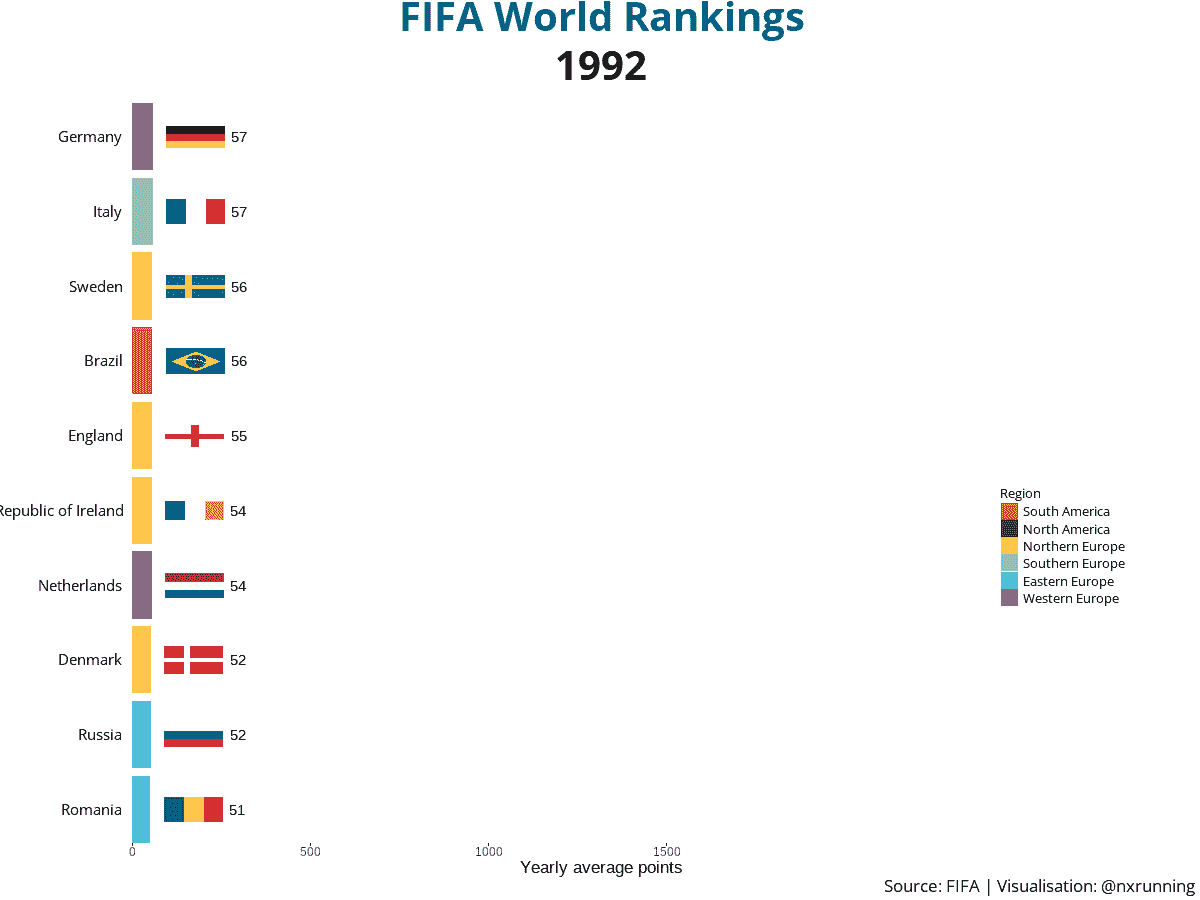 FIFA World Rankings
1992
Germany 57
Italy 57
Sweden 56
Brazil 56
England 55
Republic of Ireland 54
Netherlands 54
Denmark 52
Russia 52
Romania 51
Region
South America
North America
Northern Europe
Southern Europe
Eastern Europe
Western Europe
0 500 1000 1500
Yearly average points
Source: FIFA | Visualisation: @nxrunning